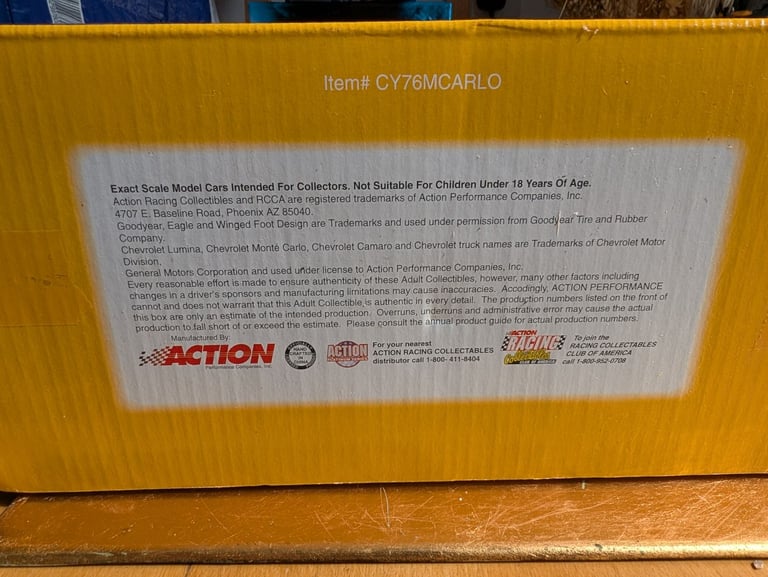 Item# CY76MCARLO
Exact Scale Model Cars Intended For Collectors. Not Suitable For Children Under 18 Years Of Age.
Action Racing Collectibles and RCCA are registered trademarks of Action Performance Companies, Inc.
4707 E. Baseline Road, Phoenix AZ 85040.
Goodyear, Eagle and Winged Foot Design are Trademarks and used under permission from Goodyear Tire and Rubber
Company.
Chevrolet Lumina, Chevrolet Monte Carlo, Chevrolet Camaro and Chevrolet truck names are Trademarks of Chevrolet Motor
Division,
General Motors Corporation and used under license to Action Performance Companies, Inc.
Every reasonable effort is made to ensure authenticity of these Adult Collectibles, however, many other factors including
changes in a driver's sponsors and manufacturing limitations may cause inaccuracies. Accodingly, ACTION PERFORMANCE
cannot and does not warrant that this Adult Collectible is authentic in every detail. The production numbers listed on the front of
this box are only an estimate of the intended production. Overruns, underruns and administrative error may cause the actual
production to fall short of or exceed the estimate. Please consult the annual product guide for actual production numbers.
Manufactured By:
ACTION
Performance Companies, Inc.
HAND
CRAFTED
IN
CHINA
ACTION
For your nearest
ACTION RACING COLLECTABLES
distributor call 1-800- 411-8404
ACTION
RACING
Collectables
CLUB OF AMERICA
To join the
RACING COLLECTABLES
CLUB OF AMERICA
call 1-800-952-0708